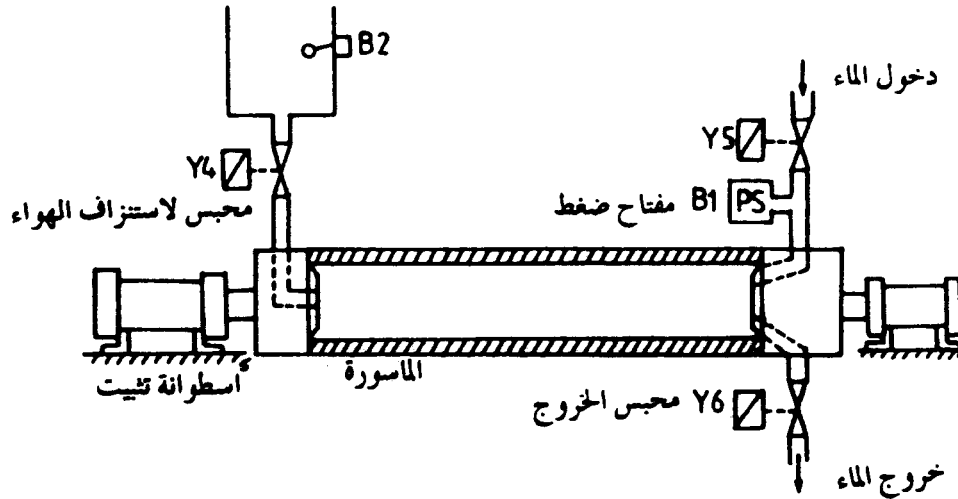 B2
دخول الماء
Y5
Y4
مفتاح ضغط B1 PS
محبس لاستنزاف الهواء
اسطوانة تثبيت
الماسورة
محبس الخروج Y6
خروج الماء